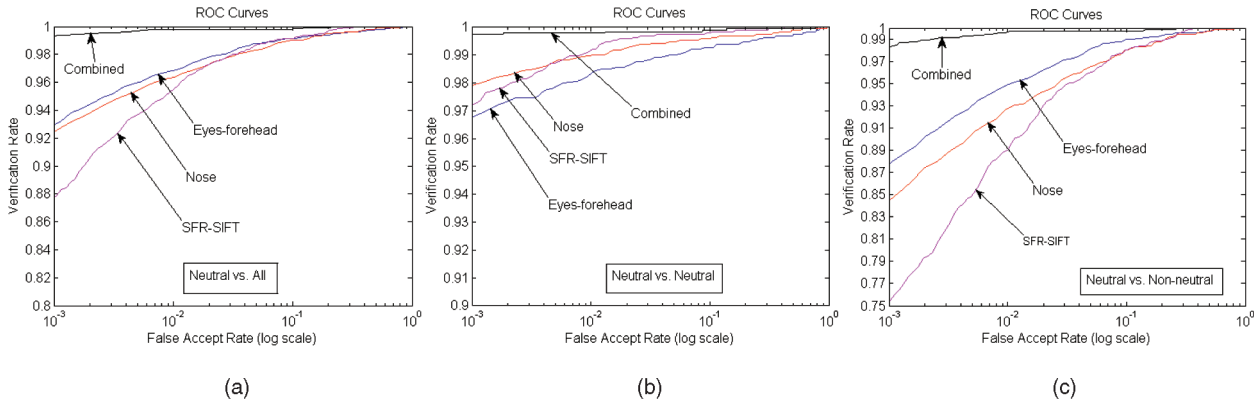 ROC Curves
1
0.98
0.96
0.94
0.92
0.9
0.88
0.86
0.84
0.82
0.8
Verification Rate
Combined
Eyes-forehead
Nose
SFR-SIFT
Neutral vs. All
10-3
10-2
10-1
100
False Accept Rate (log scale)
(a)
ROC Curves
1
0.99
0.98
0.97
0.96
0.95
0.94
0.93
0.92
0.91
0.9
Verification Rate
Combined
Nose
SFR-SIFT
Eyes-forehead
Neutral vs. Neutral
10-3
10-2
10-1
100
False Accept Rate (log scale)
(b)
ROC Curves
0.99
0.97
0.95
0.93
0.91
0.89
0.87
0.85
0.83
0.81
0.79
0.77
0.75
Verification Rate
Combined
Eyes-forehead
Nose
SFR-SIFT
Neutral vs. Non-neutral
10-3
10-2
10-1
100
False Accept Rate (log scale)
(c)